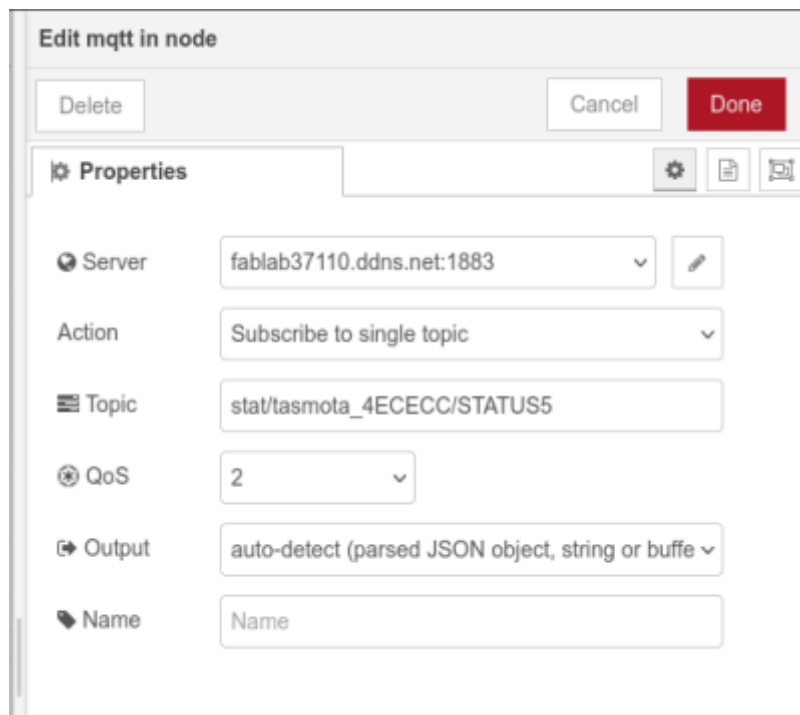 Edit mqtt in node
Delete Cancel Done
Properties
Server fablab37110.ddns.net:1883
Action Subscribe to single topic
Topic stat/tasmota_4ECECC/STATUS5
QoS 2
Output auto-detect (parsed JSON object, string or buffe
Name Name